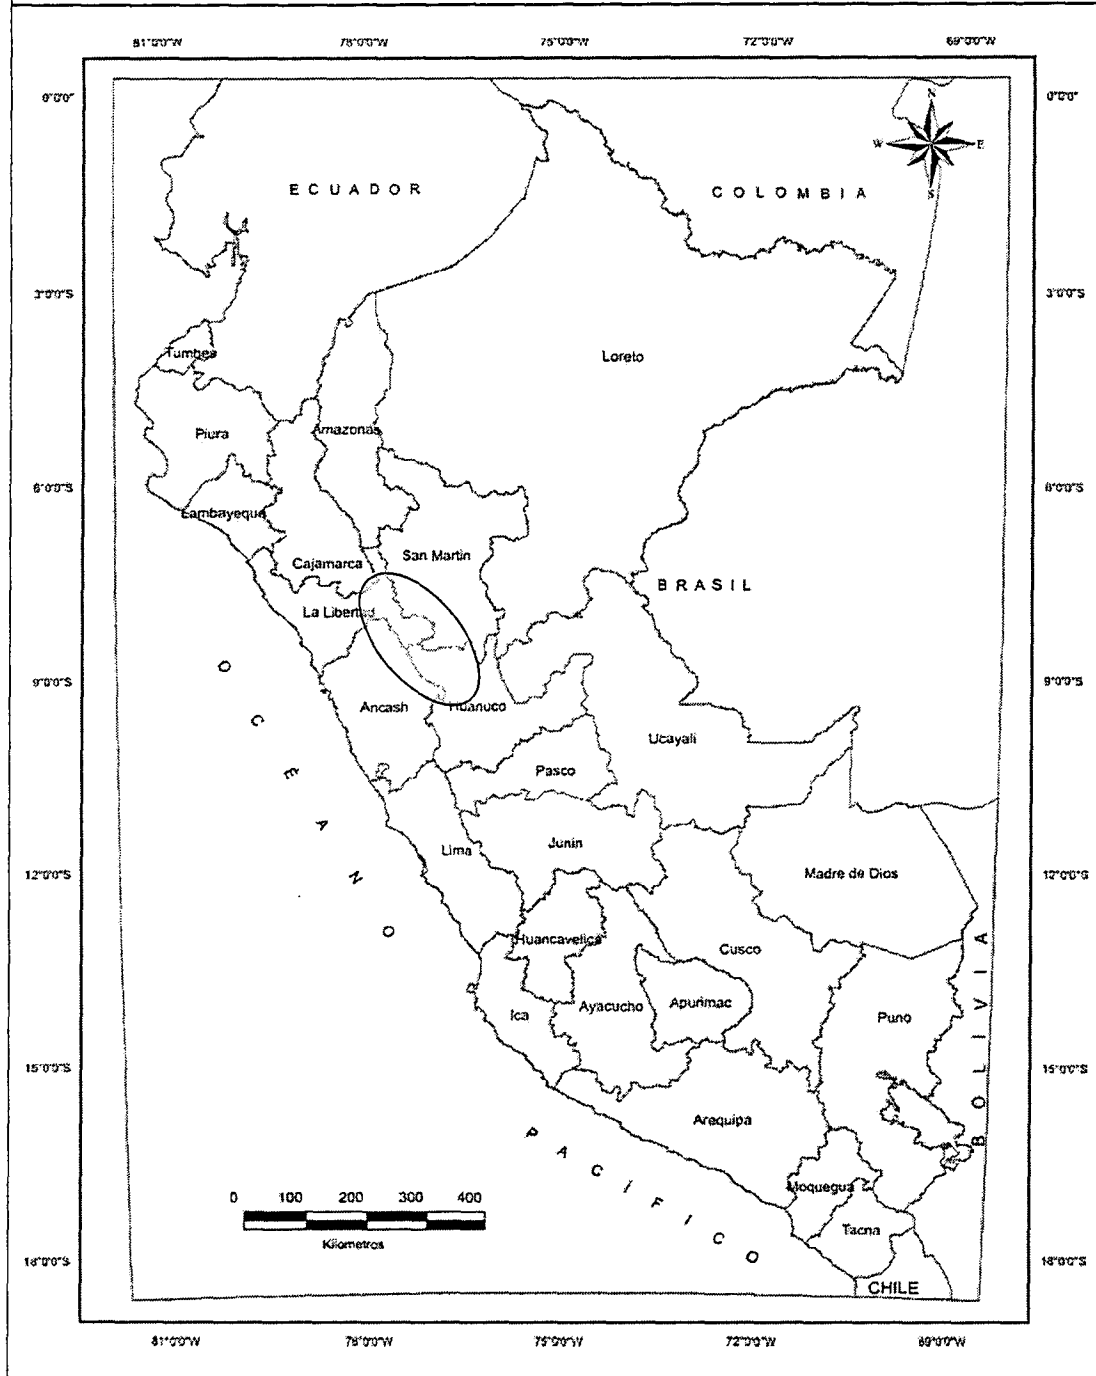 81°0'0"W 78°0'0"W 75°0'0"W 72°0'0"W 69°0'0"W
0°0'0" 0°0'0"
N
W E
S
ECUADOR COLOMBIA
3°0'0"S 3°0'0"S
Tumbes
Loreto
Piura
Amazonas
6°0'0"S 6°0'0"S
Lambayeque
Cajamarca
San Martin
BRASIL
La Libertad
9°0'0"S 9°0'0"S
Ancash
Huanuco
Ucayali
Pasco
OCEANO
Lima
Junin
12°0'0"S 12°0'0"S
Madre de Dios
Huancavelica
Cusco
Ica
Ayacucho
Apurimac
Puno
BOLIVIA
15°0'0"S 15°0'0"S
Arequipa
PACÍFICO
Moquegua
Tacna
0 100 200 300 400
Kilometros
18°0'0"S 18°0'0"S
CHILE
81°0'0"W 78°0'0"W 75°0'0"W 72°0'0"W 69°0'0"W